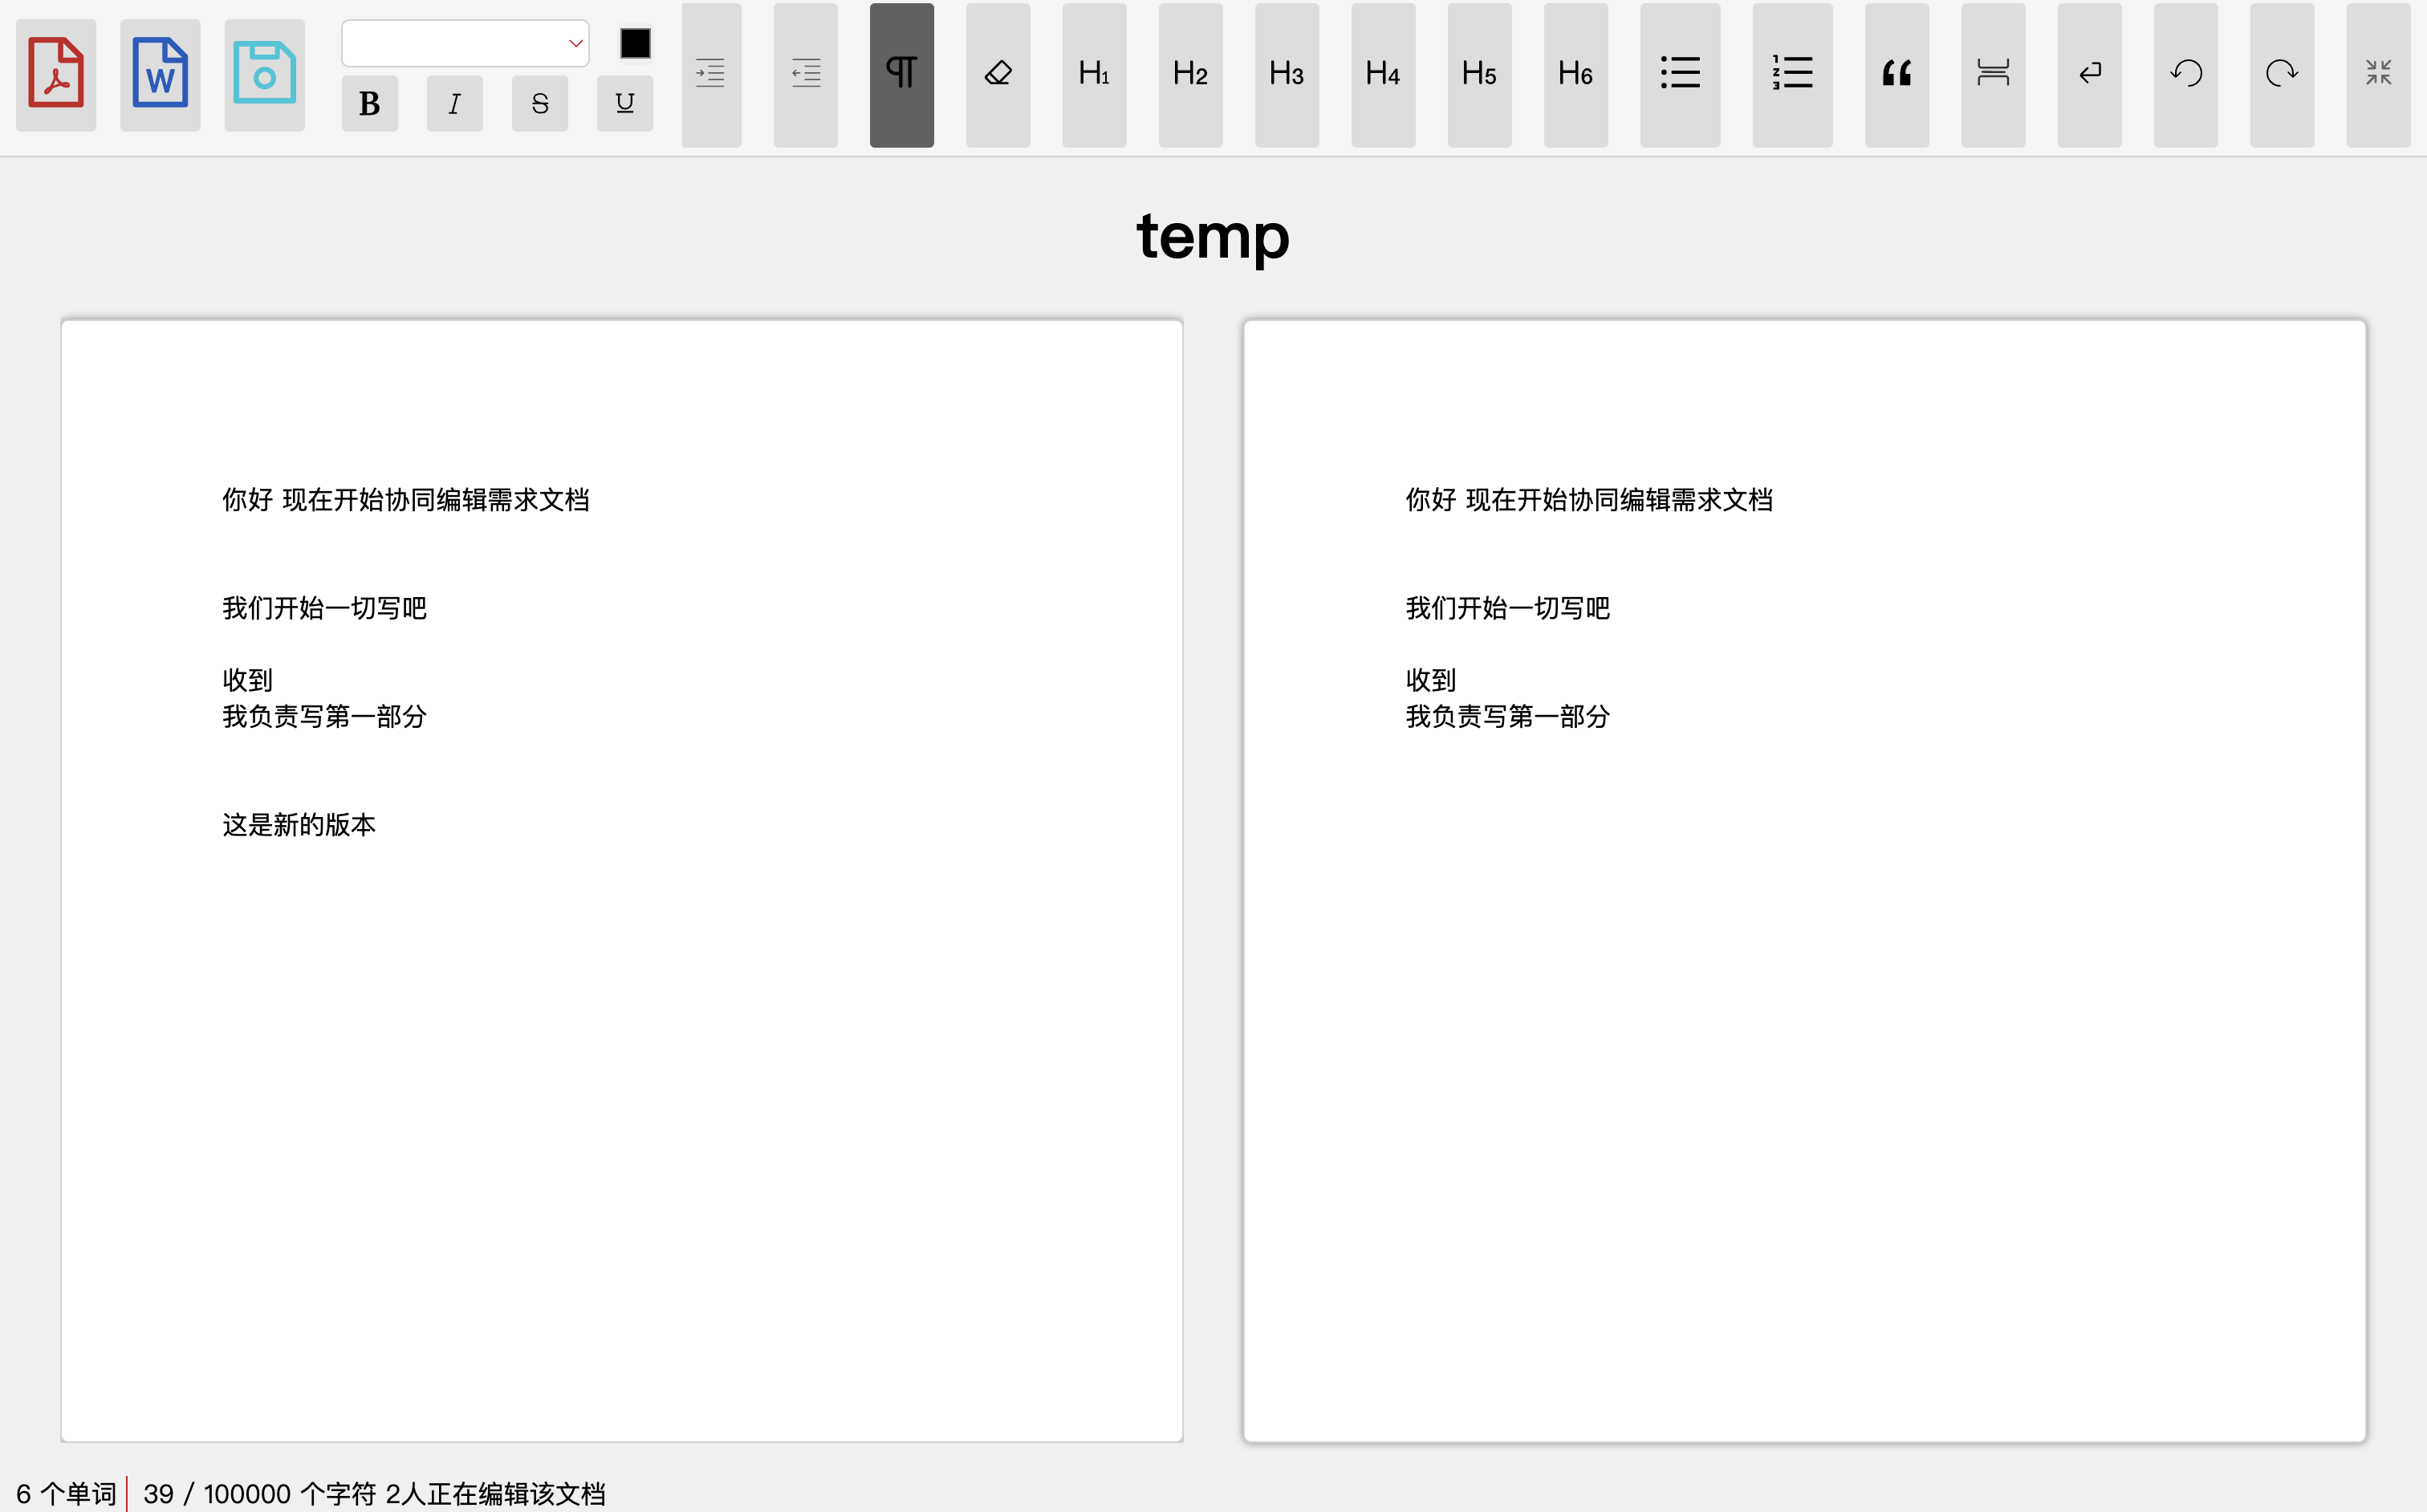 W
B I S U
H1 H2 H3 H4 H5 H6
temp
你好 现在开始协同编辑需求文档
我们开始一切写吧
收到
我负责写第一部分
这是新的版本
你好 现在开始协同编辑需求文档
我们开始一切写吧
收到
我负责写第一部分
6 个单词 39 / 100000 个字符 2人正在编辑该文档